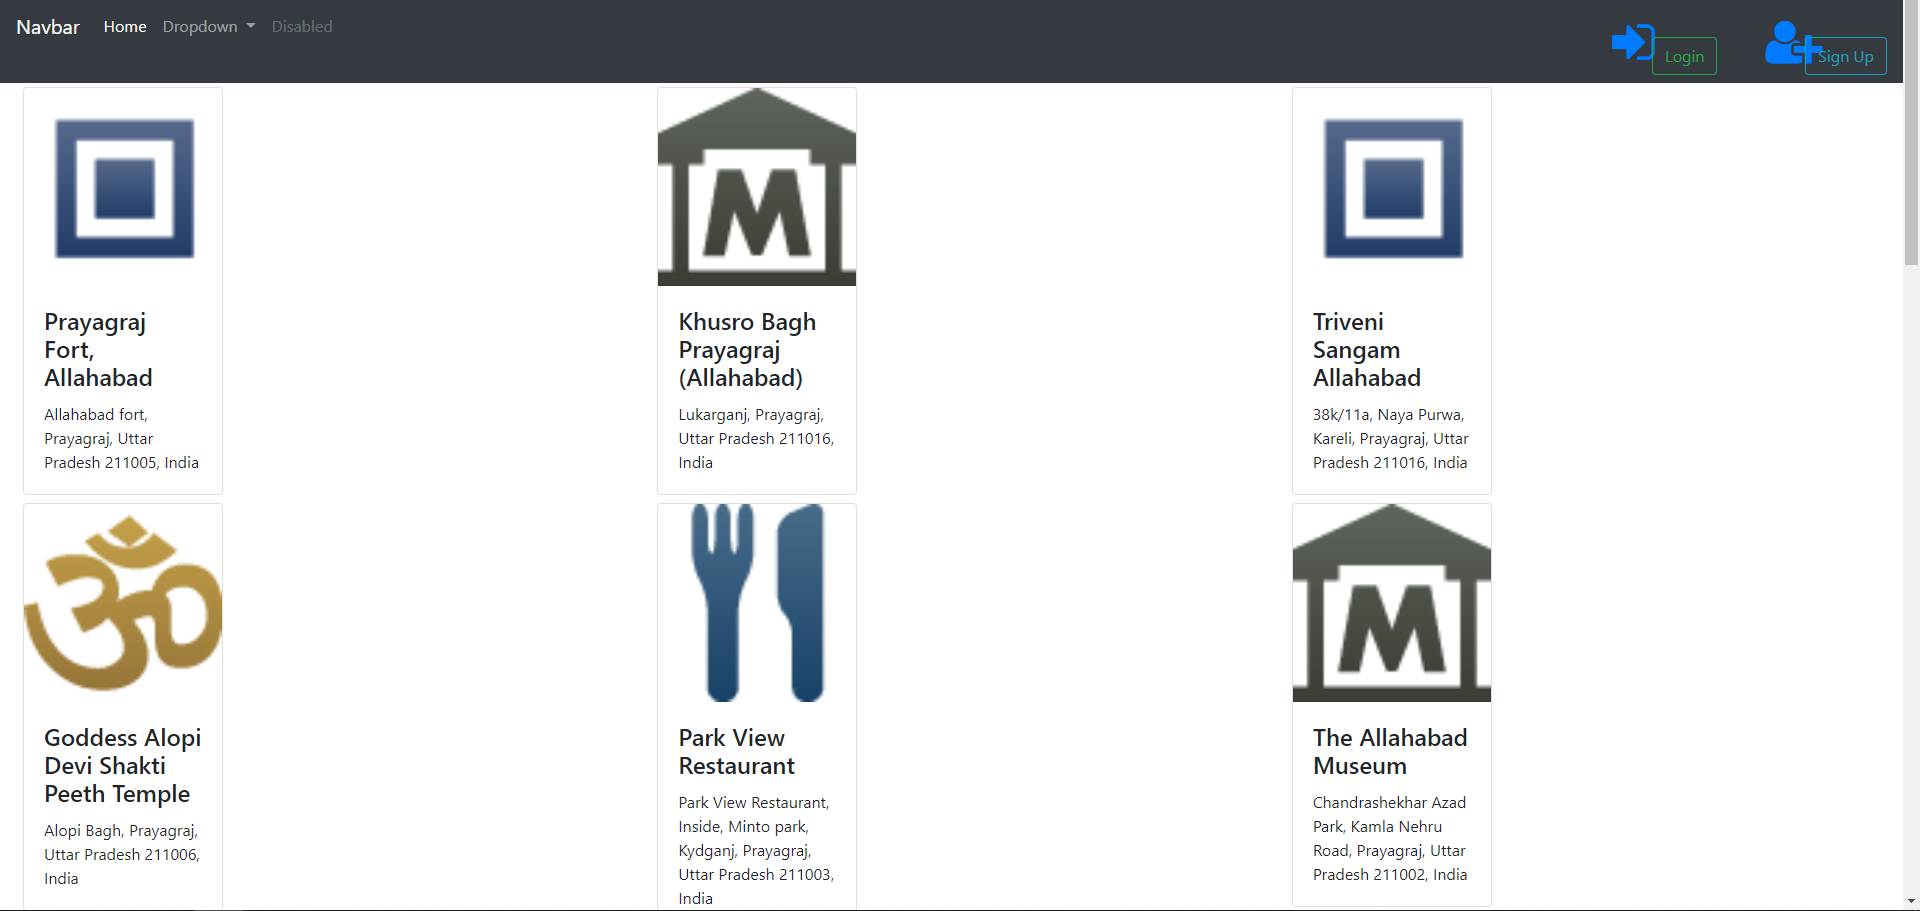 Navbar Home Dropdown Disabled Login Sign Up
Prayagraj
Fort,
Allahabad
Allahabad fort,
Prayagraj, Uttar
Pradesh 211005, India
M
Khusro Bagh
Prayagraj
(Allahabad)
Lukarganj, Prayagraj,
Uttar Pradesh 211016,
India
Triveni
Sangam
Allahabad
38k/11a, Naya Purwa,
Kareli, Prayagraj, Uttar
Pradesh 211016, India
ॐ
Goddess Alopi
Devi Shakti
Peeth Temple
Alopi Bagh, Prayagraj,
Uttar Pradesh 211006,
India
Park View
Restaurant
Park View Restaurant,
Inside, Minto park,
Kydganj, Prayagraj,
Uttar Pradesh 211003,
India
M
The Allahabad
Museum
Chandrashekhar Azad
Park, Kamla Nehru
Road, Prayagraj, Uttar
Pradesh 211002, India